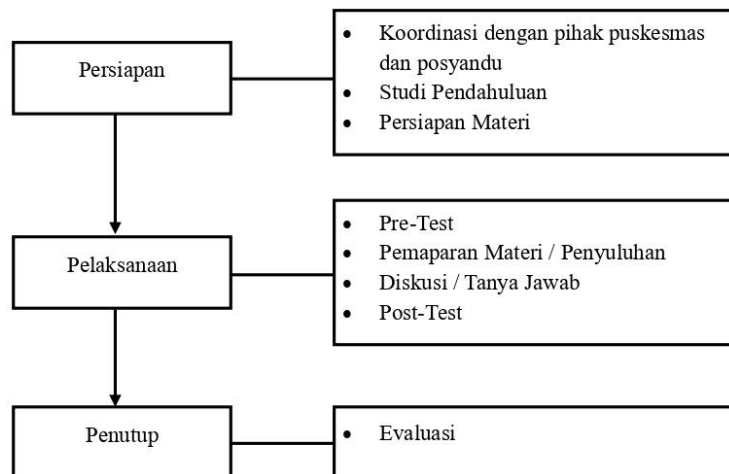 Persiapan
• Koordinasi dengan pihak puskesmas
dan posyandu
• Studi Pendahuluan
• Persiapan Materi
Pelaksanaan
• Pre-Test
• Pemaparan Materi / Penyuluhan
• Diskusi / Tanya Jawab
• Post-Test
Penutup
• Evaluasi